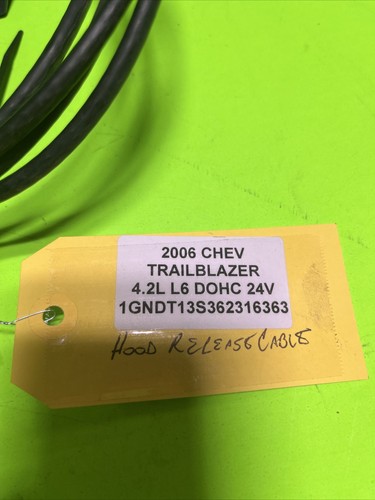 2006 CHEV
TRAILBLAZER
4.2L L6 DOHC 24V
1GNDT13S362316363
HOOD RELEASE CABLE